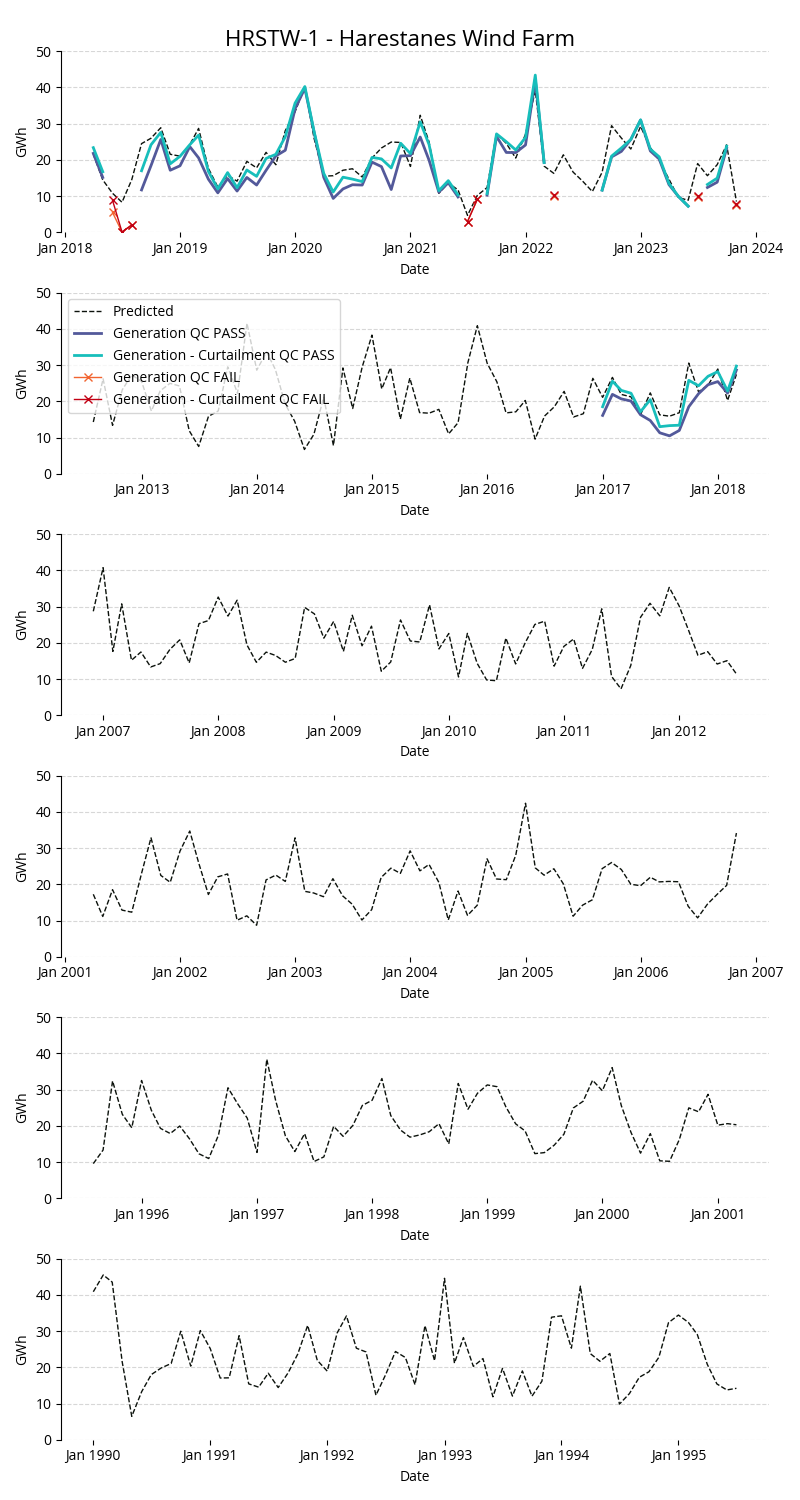 HRSTW-1 - Harestanes Wind Farm
50
40
30
20
10
0
GWh
Jan 2018 Jan 2019 Jan 2020 Jan 2021 Jan 2022 Jan 2023 Jan 2024
Date
50
40
30
20
10
0
GWh
Predicted
Generation QC PASS
Generation - Curtailment QC PASS
Generation QC FAIL
Generation - Curtailment QC FAIL
Jan 2013 Jan 2014 Jan 2015 Jan 2016 Jan 2017 Jan 2018
Date
50
40
30
20
10
0
GWh
Jan 2007 Jan 2008 Jan 2009 Jan 2010 Jan 2011 Jan 2012
Date
50
40
30
20
10
0
GWh
Jan 2001 Jan 2002 Jan 2003 Jan 2004 Jan 2005 Jan 2006 Jan 2007
Date
50
40
30
20
10
0
GWh
Jan 1996 Jan 1997 Jan 1998 Jan 1999 Jan 2000 Jan 2001
Date
50
40
30
20
10
0
GWh
Jan 1990 Jan 1991 Jan 1992 Jan 1993 Jan 1994 Jan 1995
Date